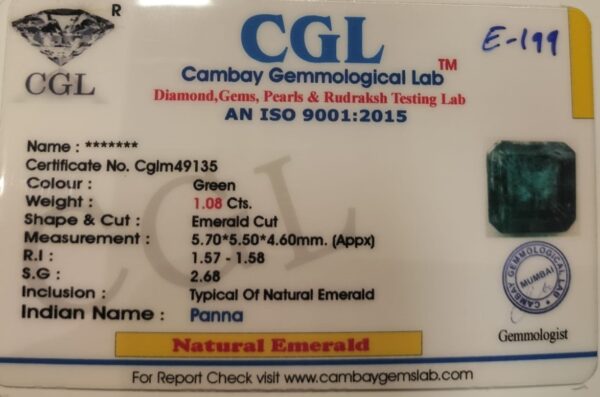 R
CGL
CGL TM
Cambay Gemmological Lab
Diamond,Gems, Pearls & Rudraksh Testing Lab
AN ISO 9001:2015
E-199
Name : *******
Certificate No. Cglm49135
Colour : Green
Weight : 1.08 Cts.
Shape & Cut : Emerald Cut
Measurement : 5.70*5.50*4.60mm. (Appx)
R.I : 1.57 - 1.58
S.G : 2.68
Inclusion : Typical Of Natural Emerald
Indian Name : Panna
CGL
CAMBAY GEMMOLOGICAL LAB
MUMBAI
Gemmologist
Natural Emerald
For Report Check visit www.cambaygemslab.com